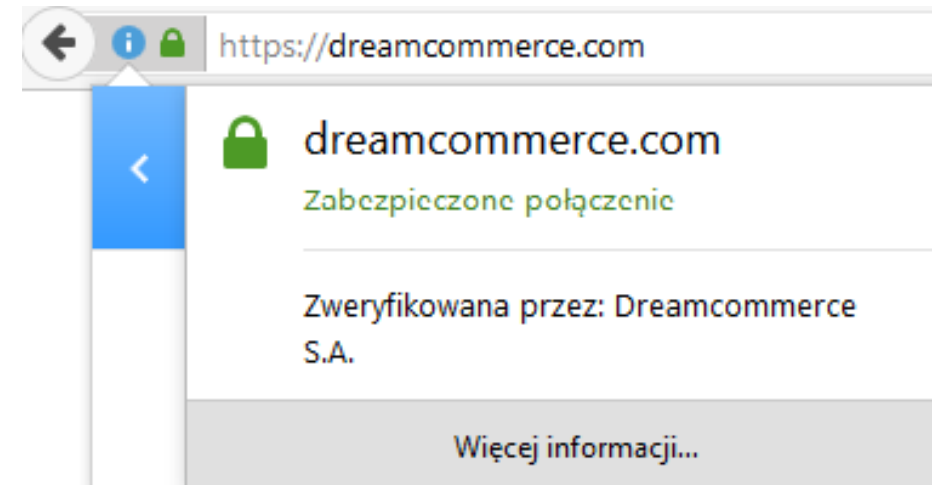 https://dreamcommerce.com
dreamcommerce.com
Zabezpieczone połączenie
Zweryfikowana przez: Dreamcommerce
S.A.
Więcej informacji...